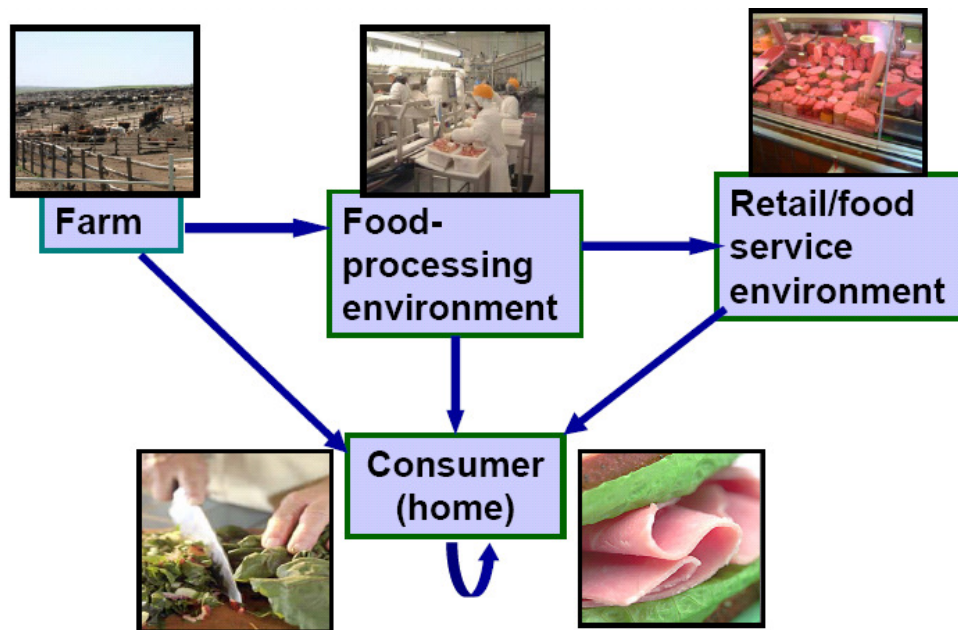 Farm
Food-
processing
environment
Retail/food
service
environment
Consumer
(home)